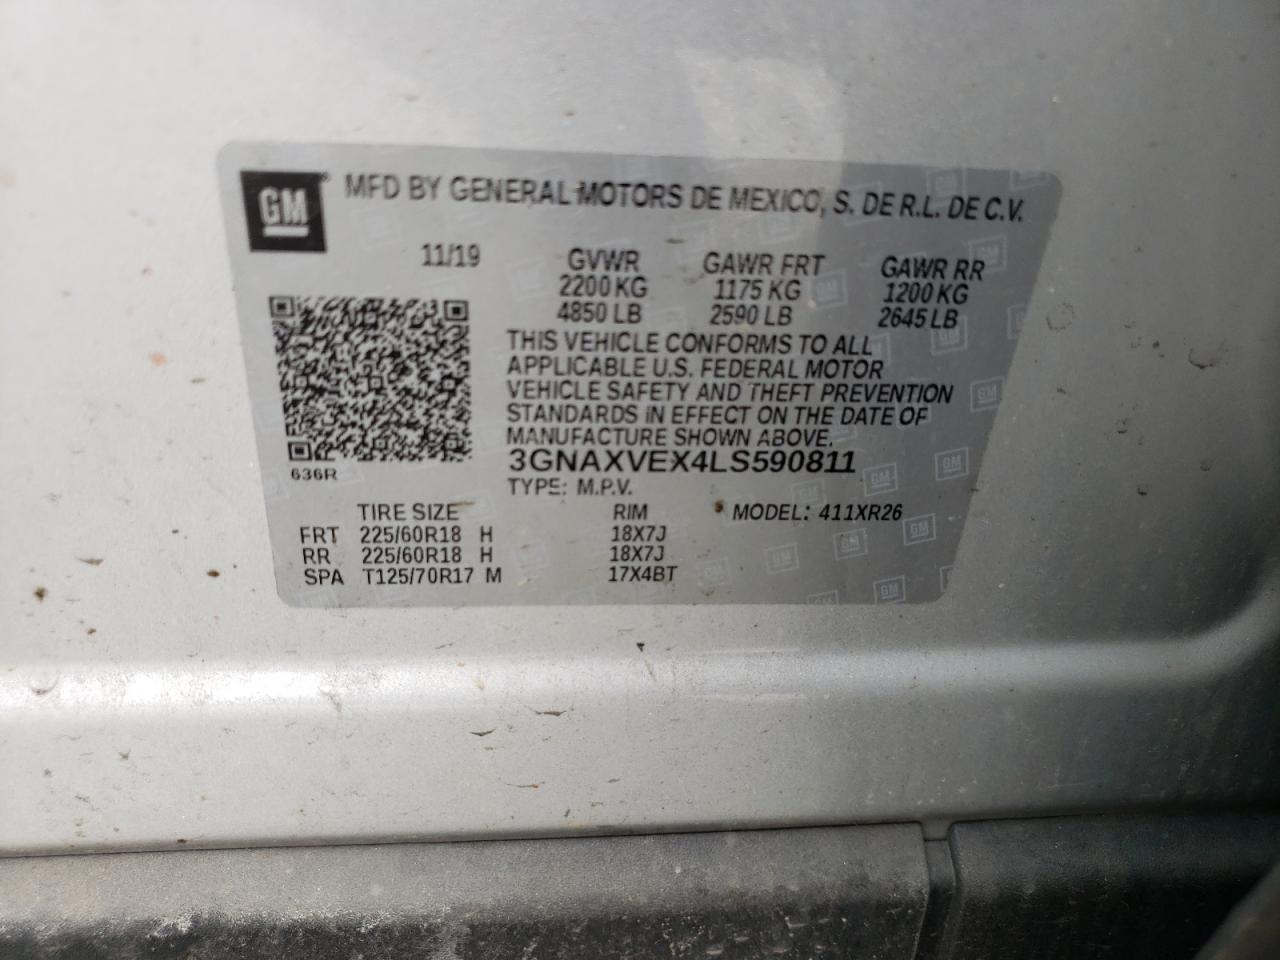 GM
MFD BY GENERAL MOTORS DE MEXICO, S. DE R.L. DE C.V.
11/19 GVWR GAWR FRT GAWR RR
2200 KG 1175 KG 1200 KG
4850 LB 2590 LB 2645 LB
THIS VEHICLE CONFORMS TO ALL
APPLICABLE U.S. FEDERAL MOTOR
VEHICLE SAFETY AND THEFT PREVENTION
STANDARDS IN EFFECT ON THE DATE OF
MANUFACTURE SHOWN ABOVE.
3GNAXVEX4LS590811
636R
TYPE: M.P.V.
TIRE SIZE RIM MODEL: 411XR26
FRT 225/60R18 H 18X7J
RR 225/60R18 H 18X7J
SPA T125/70R17 M 17X4BT